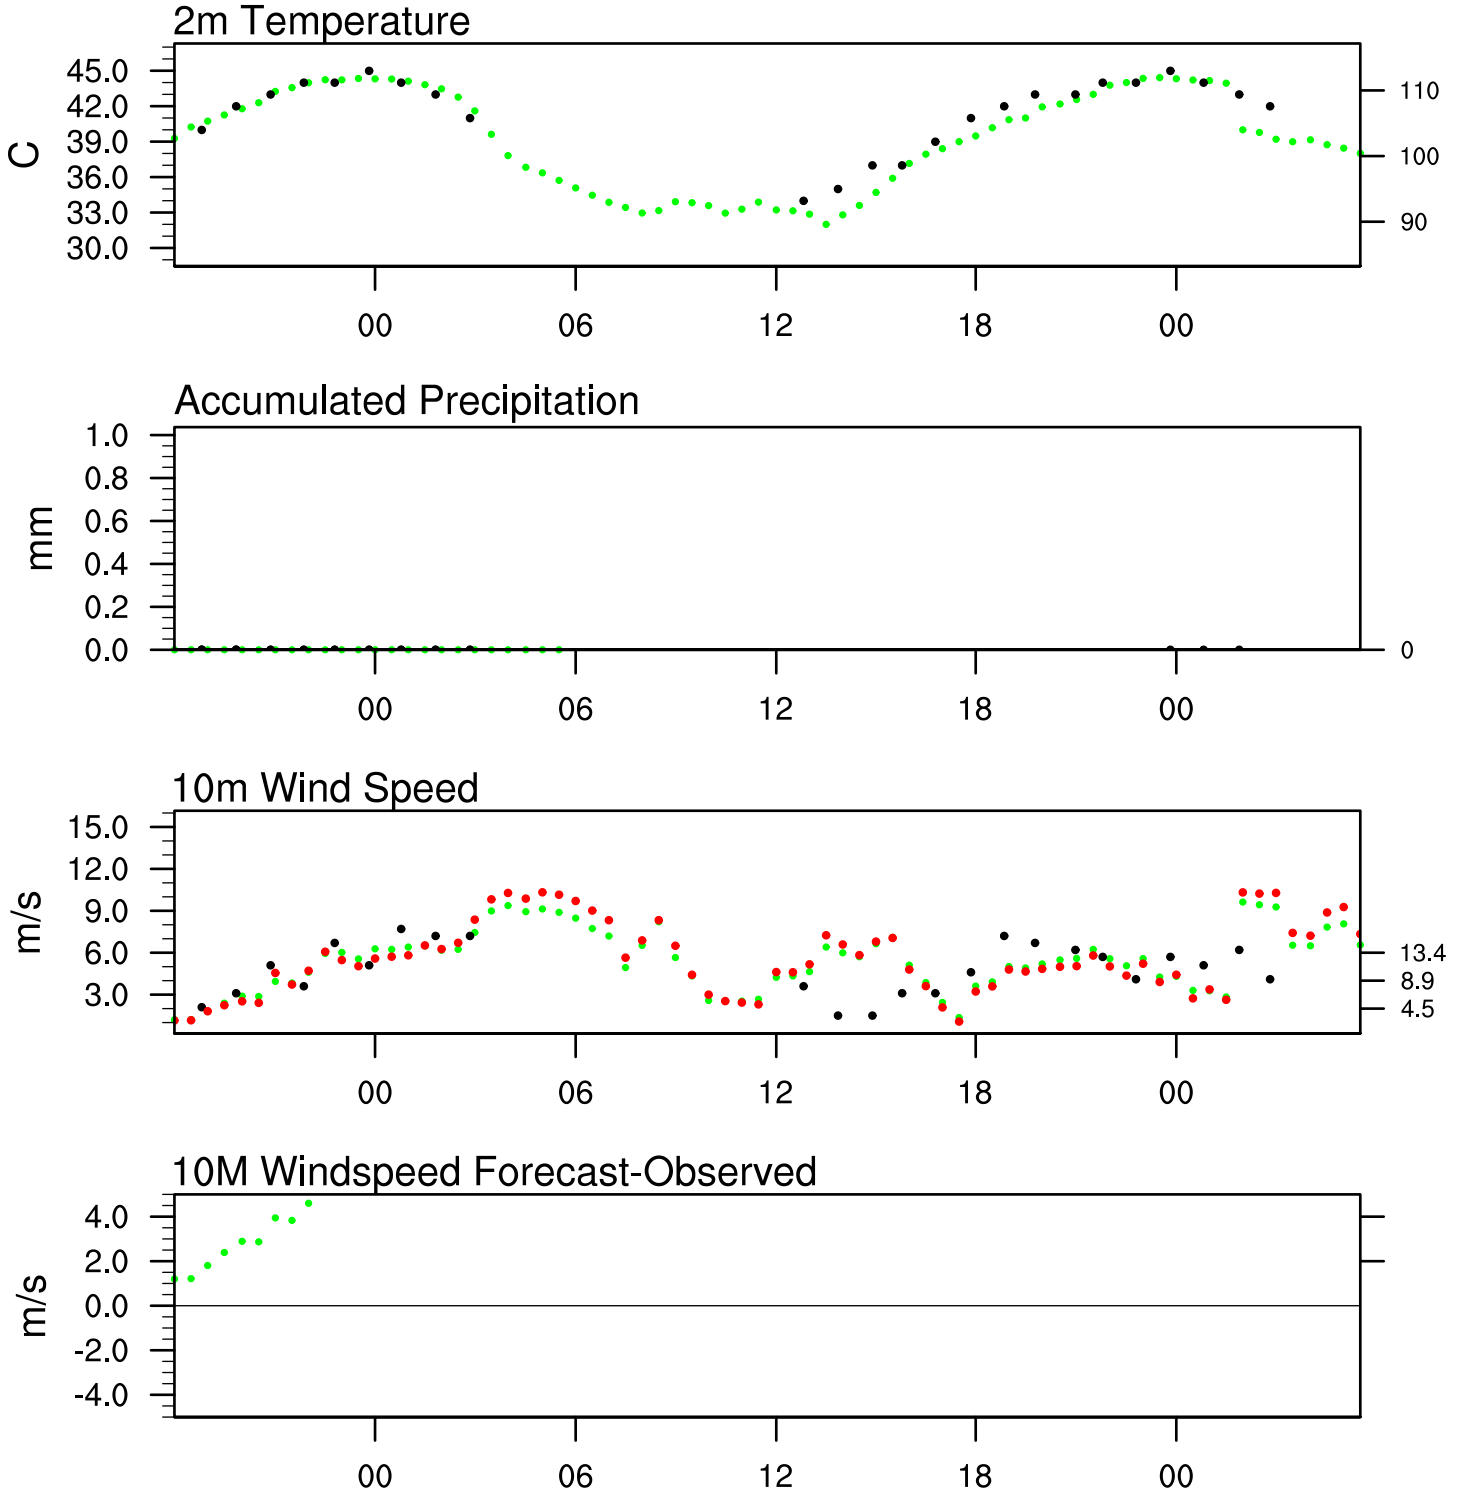 2m Temperature
45.0
42.0
39.0
36.0
33.0
30.0
C
110
100
90
00 06 12 18 00
Accumulated Precipitation
1.0
0.8
0.6
0.4
0.2
0.0
mm
0
00 06 12 18 00
10m Wind Speed
15.0
12.0
9.0
6.0
3.0
m/s
13.4
8.9
4.5
00 06 12 18 00
10M Windspeed Forecast-Observed
4.0
2.0
0.0
-2.0
-4.0
m/s
00 06 12 18 00